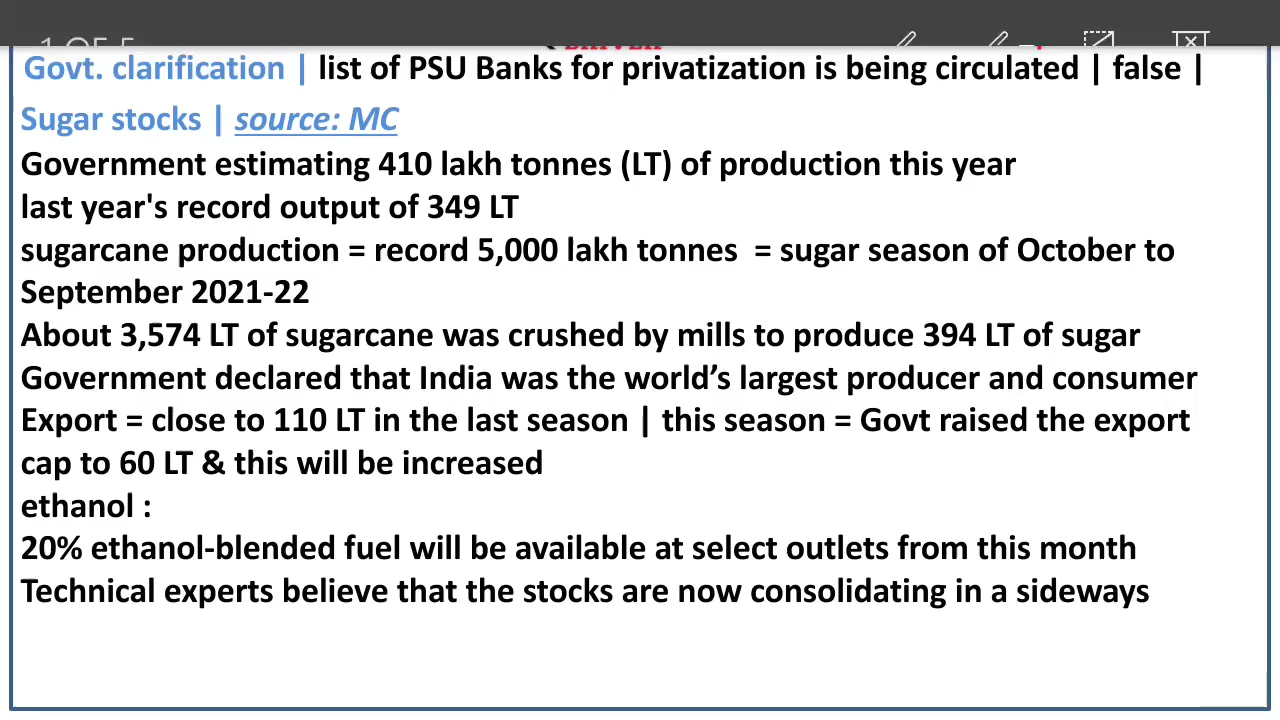 Govt. clarification | list of PSU Banks for privatization is being circulated | false |
Sugar stocks | source: MC
Government estimating 410 lakh tonnes (LT) of production this year
last year's record output of 349 LT
sugarcane production = record 5,000 lakh tonnes  = sugar season of October to
September 2021-22
About 3,574 LT of sugarcane was crushed by mills to produce 394 LT of sugar
Government declared that India was the world’s largest producer and consumer
Export = close to 110 LT in the last season | this season = Govt raised the export
cap to 60 LT & this will be increased
ethanol :
20% ethanol-blended fuel will be available at select outlets from this month
Technical experts believe that the stocks are now consolidating in a sideways